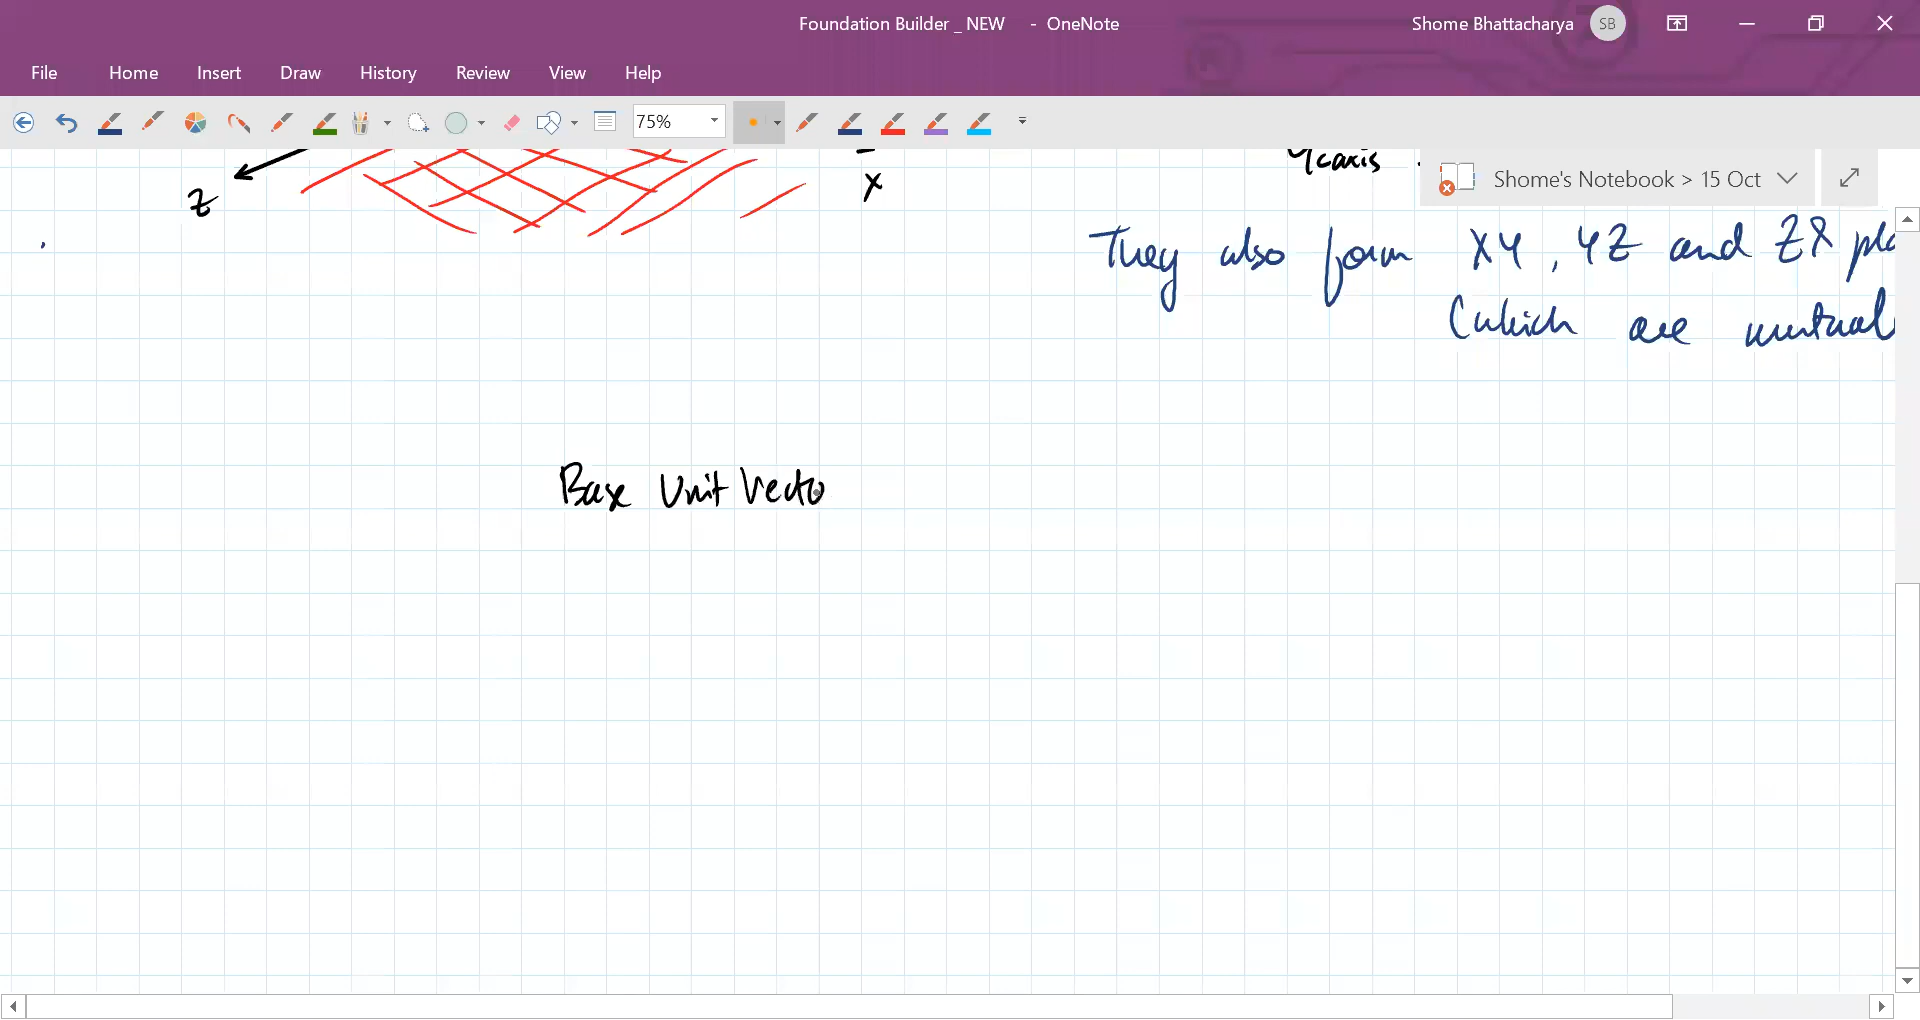 Foundation Builder _ NEW - OneNote
Shome Bhattacharya SB
File Home Insert Draw History Review View Help
75%
Y axis
Shome's Notebook > 15 Oct
Z
X
They also form XY, YZ and ZX pla
(which are mutual
Base Unit Vecto